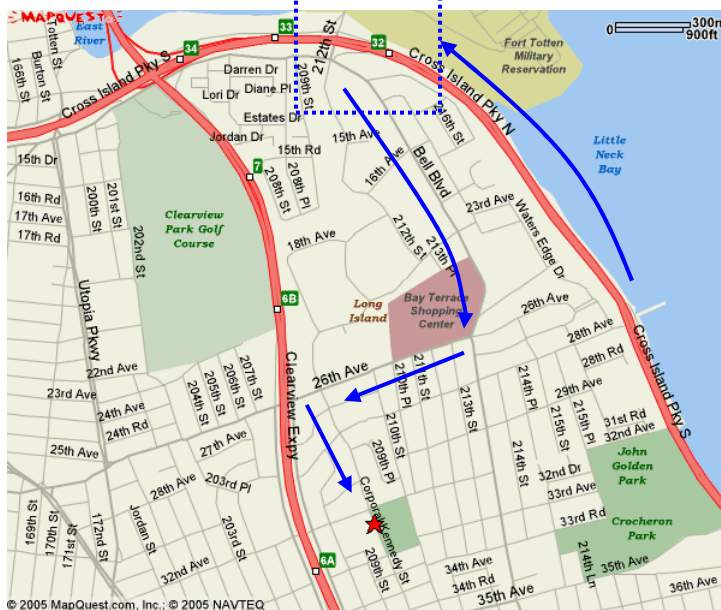 MAPQUEST
East
River
300m
900ft
0
33
34
32
Totten St
Burton St
166th St
Cross Island Pky S
212th St
209th St
Cross Island Pky N
Fort Totten
Military
Reservation
Darren Dr
Diane Pl
Lori Dr
Estates Dr
Jordan Dr
15th Rd
15th Ave
16th Ave
216th St
Bell Blvd
Little
Neck
Bay
15th Dr
7
208th St
208th Pl
16th Rd
17th Ave
17th Rd
200th St
201st St
202nd St
Clearview
Park Golf
Course
18th Ave
212th St
213th Pl
23rd Ave
Waters Edge Dr
Utopia Pkwy
6B
Long
Island
Bay Terrace
Shopping
Center
26th Ave
Cross Island Pky S
28th Ave
28th Rd
22nd Ave
23rd Ave
24th Ave
24th Rd
25th Ave
204th St
205th St
206th St
207th St
Clearview Expy
26th Ave
210th Pl
211th St
213th St
214th Pl
29th Ave
27th Ave
210th St
214th St
215th St
215th Pl
31st Rd
32nd Ave
John
Golden
Park
28th Ave
203rd Pl
209th Pl
32nd Dr
33rd Ave
33rd Rd
Crocheron
Park
169th St
170th St
171st St
172nd St
Jordan St
203rd St
32nd Ave
Corporal Kennedy St
6A
209th St
34th Ave
34th Rd
35th Ave
214th Ln
35th Ave
36th Ave
© 2005 MapQuest.com, Inc.; © 2005 NAVTEQ